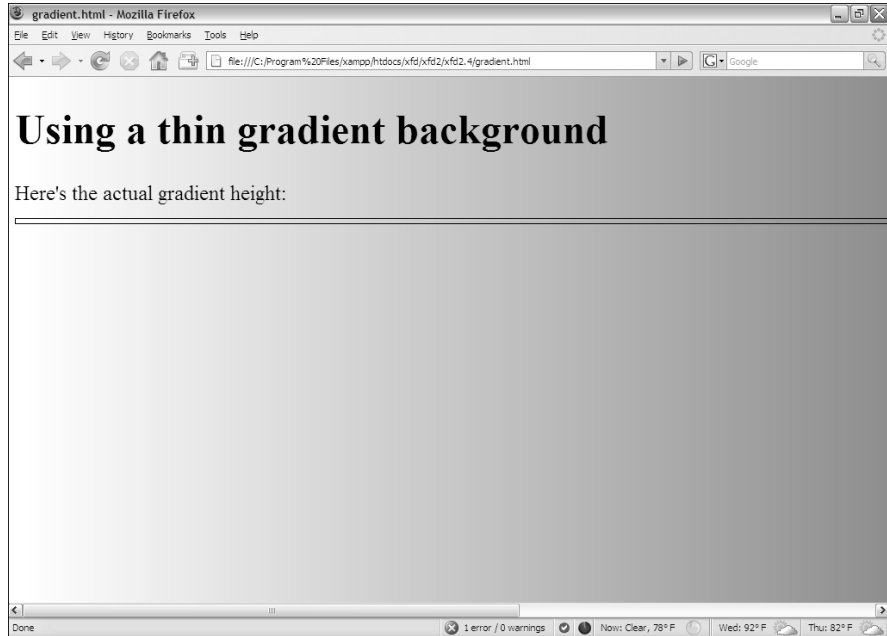 gradient.html - Mozilla Firefox
File Edit View History Bookmarks Tools Help
file:///C:/Program%20Files/xampp/htdocs/xfd/xfd2/xfd2.4/gradient.html
G Google
Using a thin gradient background
Here's the actual gradient height:
Done 1 error / 0 warnings Now: Clear, 78° F Wed: 92° F Thu: 82° F